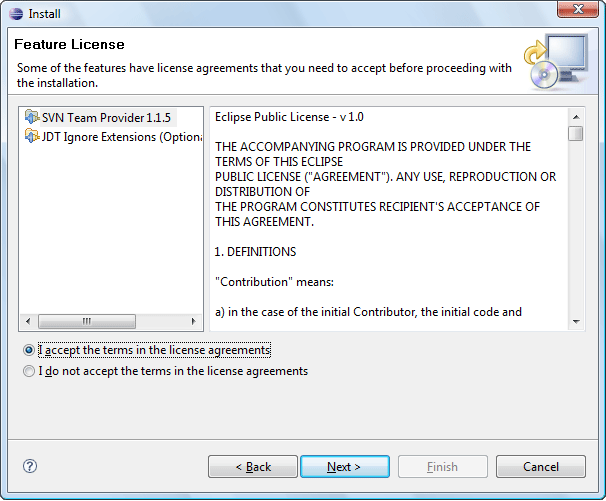 Install
Feature License
Some of the features have license agreements that you need to accept before proceeding with
the installation.
SVN Team Provider 1.1.5
JDT Ignore Extensions (Optiona
Eclipse Public License - v 1.0
THE ACCOMPANYING PROGRAM IS PROVIDED UNDER THE
TERMS OF THIS ECLIPSE
PUBLIC LICENSE ("AGREEMENT"). ANY USE, REPRODUCTION OR
DISTRIBUTION OF
THE PROGRAM CONSTITUTES RECIPIENT'S ACCEPTANCE OF
THIS AGREEMENT.
1. DEFINITIONS
"Contribution" means:
a) in the case of the initial Contributor, the initial code and
I accept the terms in the license agreements
I do not accept the terms in the license agreements
?
< Back
Next >
Finish
Cancel